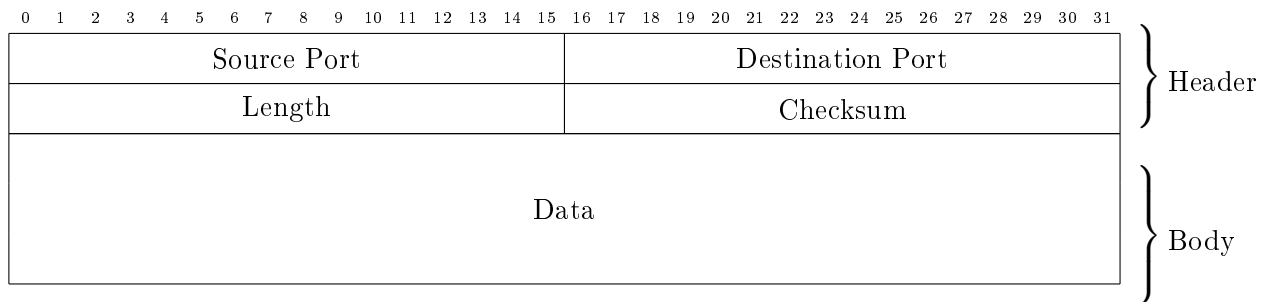 0 1 2 3 4 5 6 7 8 9 10 11 12 13 14 15 16 17 18 19 20 21 22 23 24 25 26 27 28 29 30 31
Source Port Destination Port
Header
Length Checksum
Data
Body